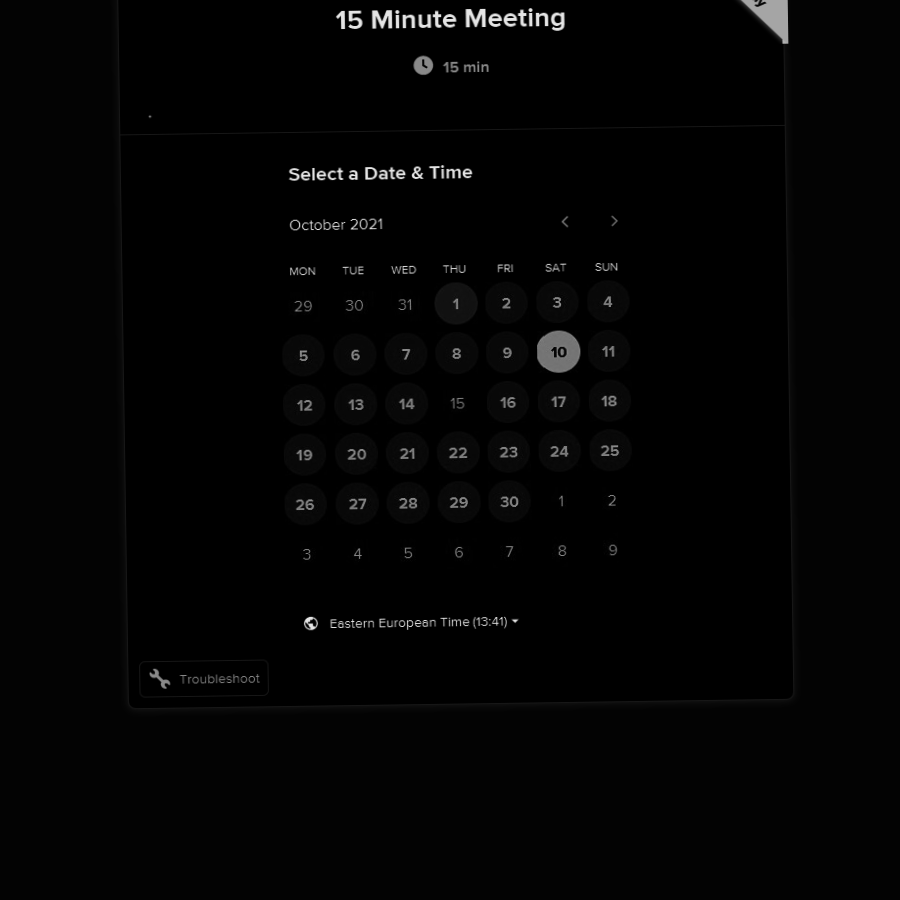 15 Minute Meeting
15 min
Select a Date & Time
October 2021
MON TUE WED THU FRI SAT SUN
29 30 31 1 2 3 4
5 6 7 8 9 10 11
12 13 14 15 16 17 18
19 20 21 22 23 24 25
26 27 28 29 30 1 2
3 4 5 6 7 8 9
Eastern European Time (13:41)
Troubleshoot